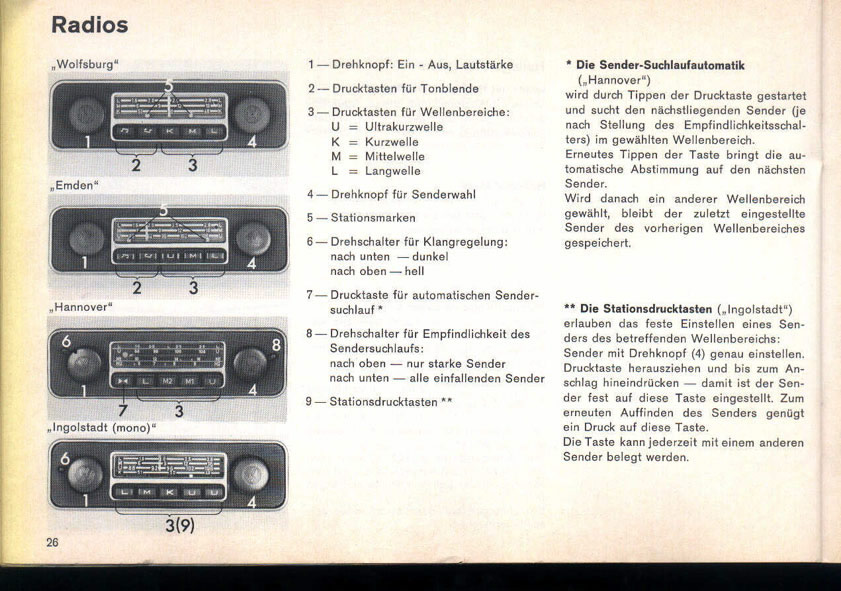 Radios
„Wolfsburg“
5
1
2
3
4
K M L
„Emden“
5
1
2
3
4
U M L
„Hannover“
6
8
1
4
L M2 M1 U
7
3
„Ingolstadt (mono)“
6
1
4
L M K U U
3(9)
26
1 — Drehknopf: Ein - Aus, Lautstärke
2 — Drucktasten für Tonblende
3 — Drucktasten für Wellenbereiche:
U = Ultrakurzwelle
K = Kurzwelle
M = Mittelwelle
L = Langwelle
4 — Drehknopf für Senderwahl
5 — Stationsmarken
6 — Drehschalter für Klangregelung:
nach unten — dunkel
nach oben — hell
7 — Drucktaste für automatischen Sender-
suchlauf *
8 — Drehschalter für Empfindlichkeit des
Sendersuchlaufs:
nach oben — nur starke Sender
nach unten — alle einfallenden Sender
9 — Stationsdrucktasten **
* Die Sender-Suchlaufautomatik
(„Hannover“)
wird durch Tippen der Drucktaste gestartet
und sucht den nächstliegenden Sender (je
nach Stellung des Empfindlichkeitsschal-
ters) im gewählten Wellenbereich.
Erneutes Tippen der Taste bringt die au-
tomatische Abstimmung auf den nächsten
Sender.
Wird danach ein anderer Wellenbereich
gewählt, bleibt der zuletzt eingestellte
Sender des vorherigen Wellenbereiches
gespeichert.
** Die Stationsdrucktasten („Ingolstadt“)
erlauben das feste Einstellen eines Sen-
ders des betreffenden Wellenbereichs:
Sender mit Drehknopf (4) genau einstellen.
Drucktaste herausziehen und bis zum An-
schlag hineindrücken — damit ist der Sen-
der fest auf diese Taste eingestellt. Zum
erneuten Auffinden des Senders genügt
ein Druck auf diese Taste.
Die Taste kann jederzeit mit einem anderen
Sender belegt werden.